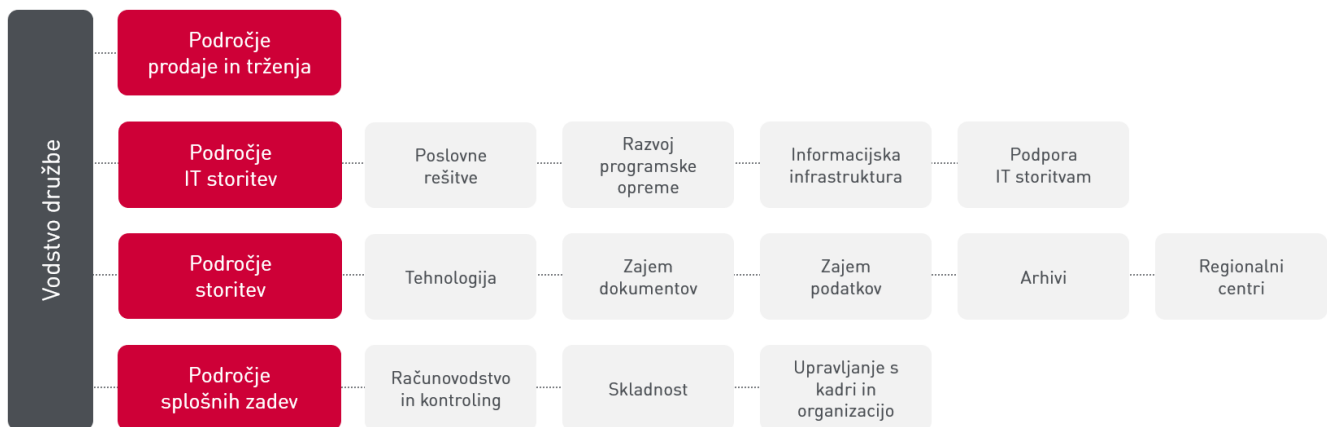 Vodstvo družbe
Področje
prodaje in trženja
Področje
IT storitev
Poslovne
rešitve
Razvoj
programske
opreme
Informacijska
infrastruktura
Podpora
IT storitvam
Področje
storitev
Tehnologija
Zajem
dokumentov
Zajem
podatkov
Arhivi
Regionalni
centri
Področje
splošnih zadev
Računovodstvo
in kontroling
Skladnost
Upravljanje s
kadri in
organizacijo